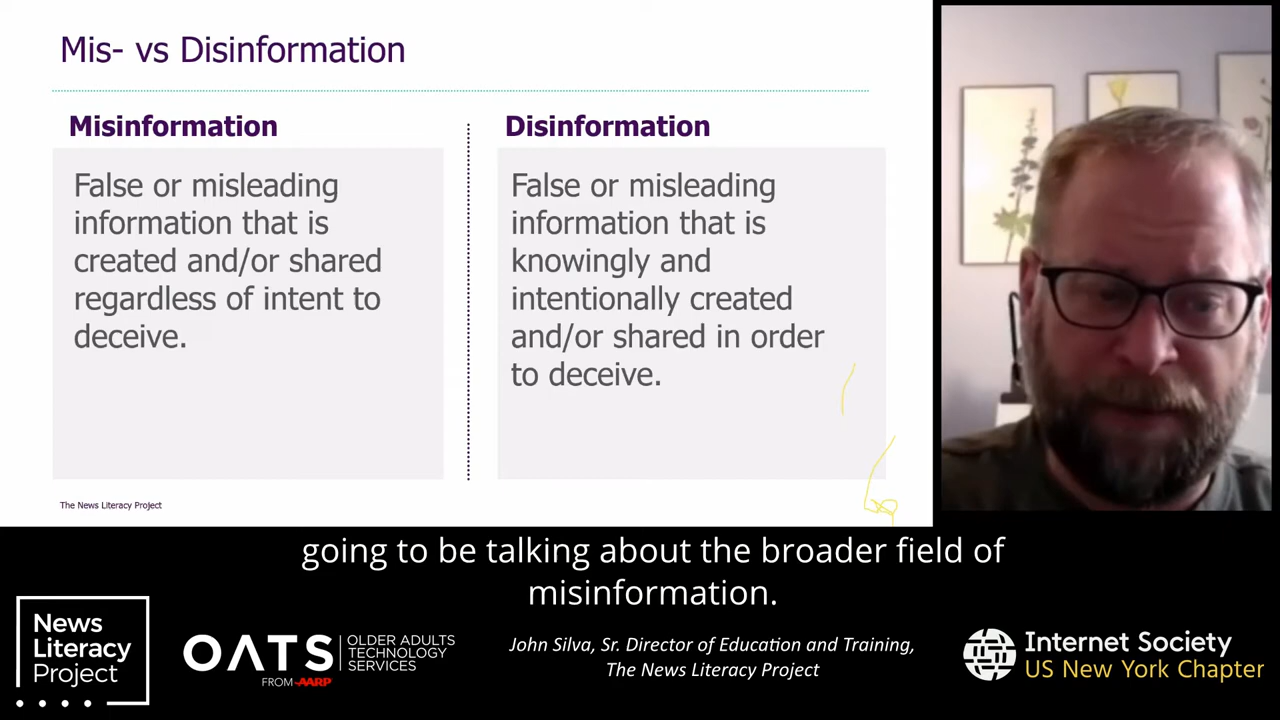 Mis- vs Disinformation
Misinformation
False or misleading
information that is
created and/or shared
regardless of intent to
deceive.
Disinformation
False or misleading
information that is
knowingly and
intentionally created
and/or shared in order
to deceive.
The News Literacy Project
going to be talking about the broader field of
misinformation.
News
Literacy
Project
OATS
OLDER ADULTS
TECHNOLOGY
SERVICES
FROM AARP
John Silva, Sr. Director of Education and Training,
The News Literacy Project
Internet Society
US New York Chapter